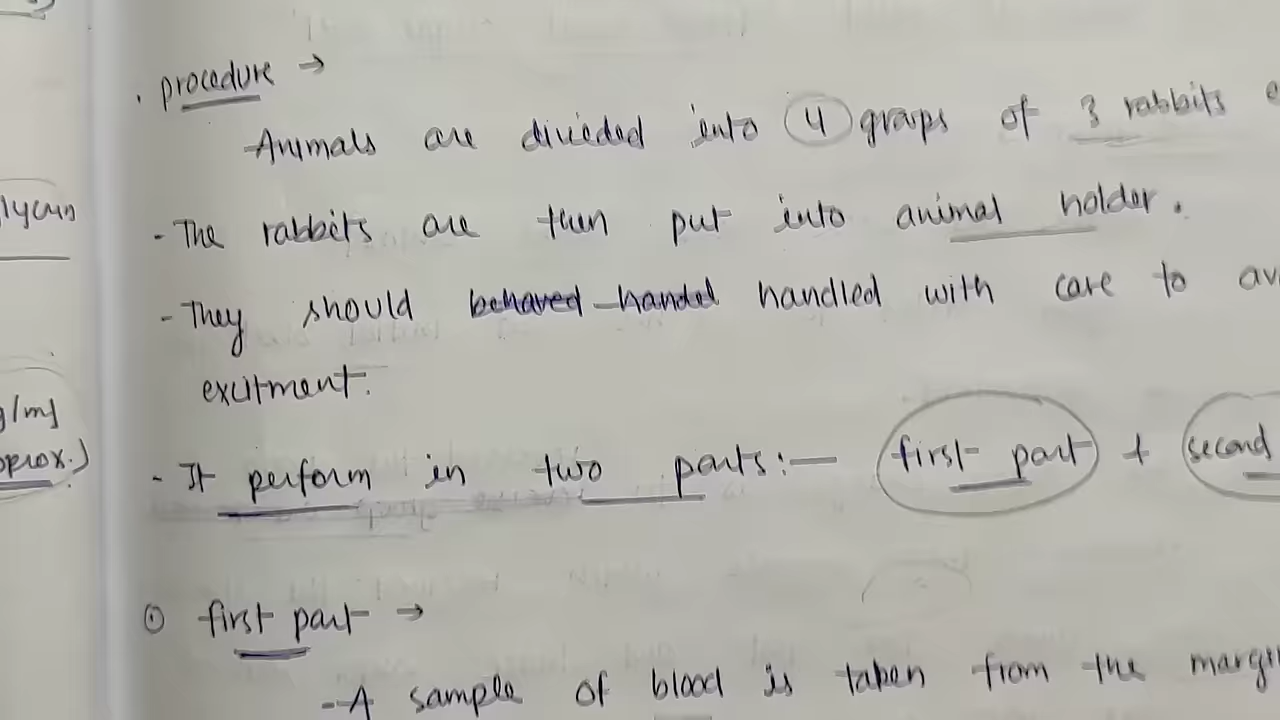 . procedure →
Animals are divided into 4 graps of 3 rabbits
- The rabbits are then put into animal holder.
- They should behaved handel handled with care to
excitment.
- It perform in two parts:— first part + second
① first part →
- A sample of blood is taken from the